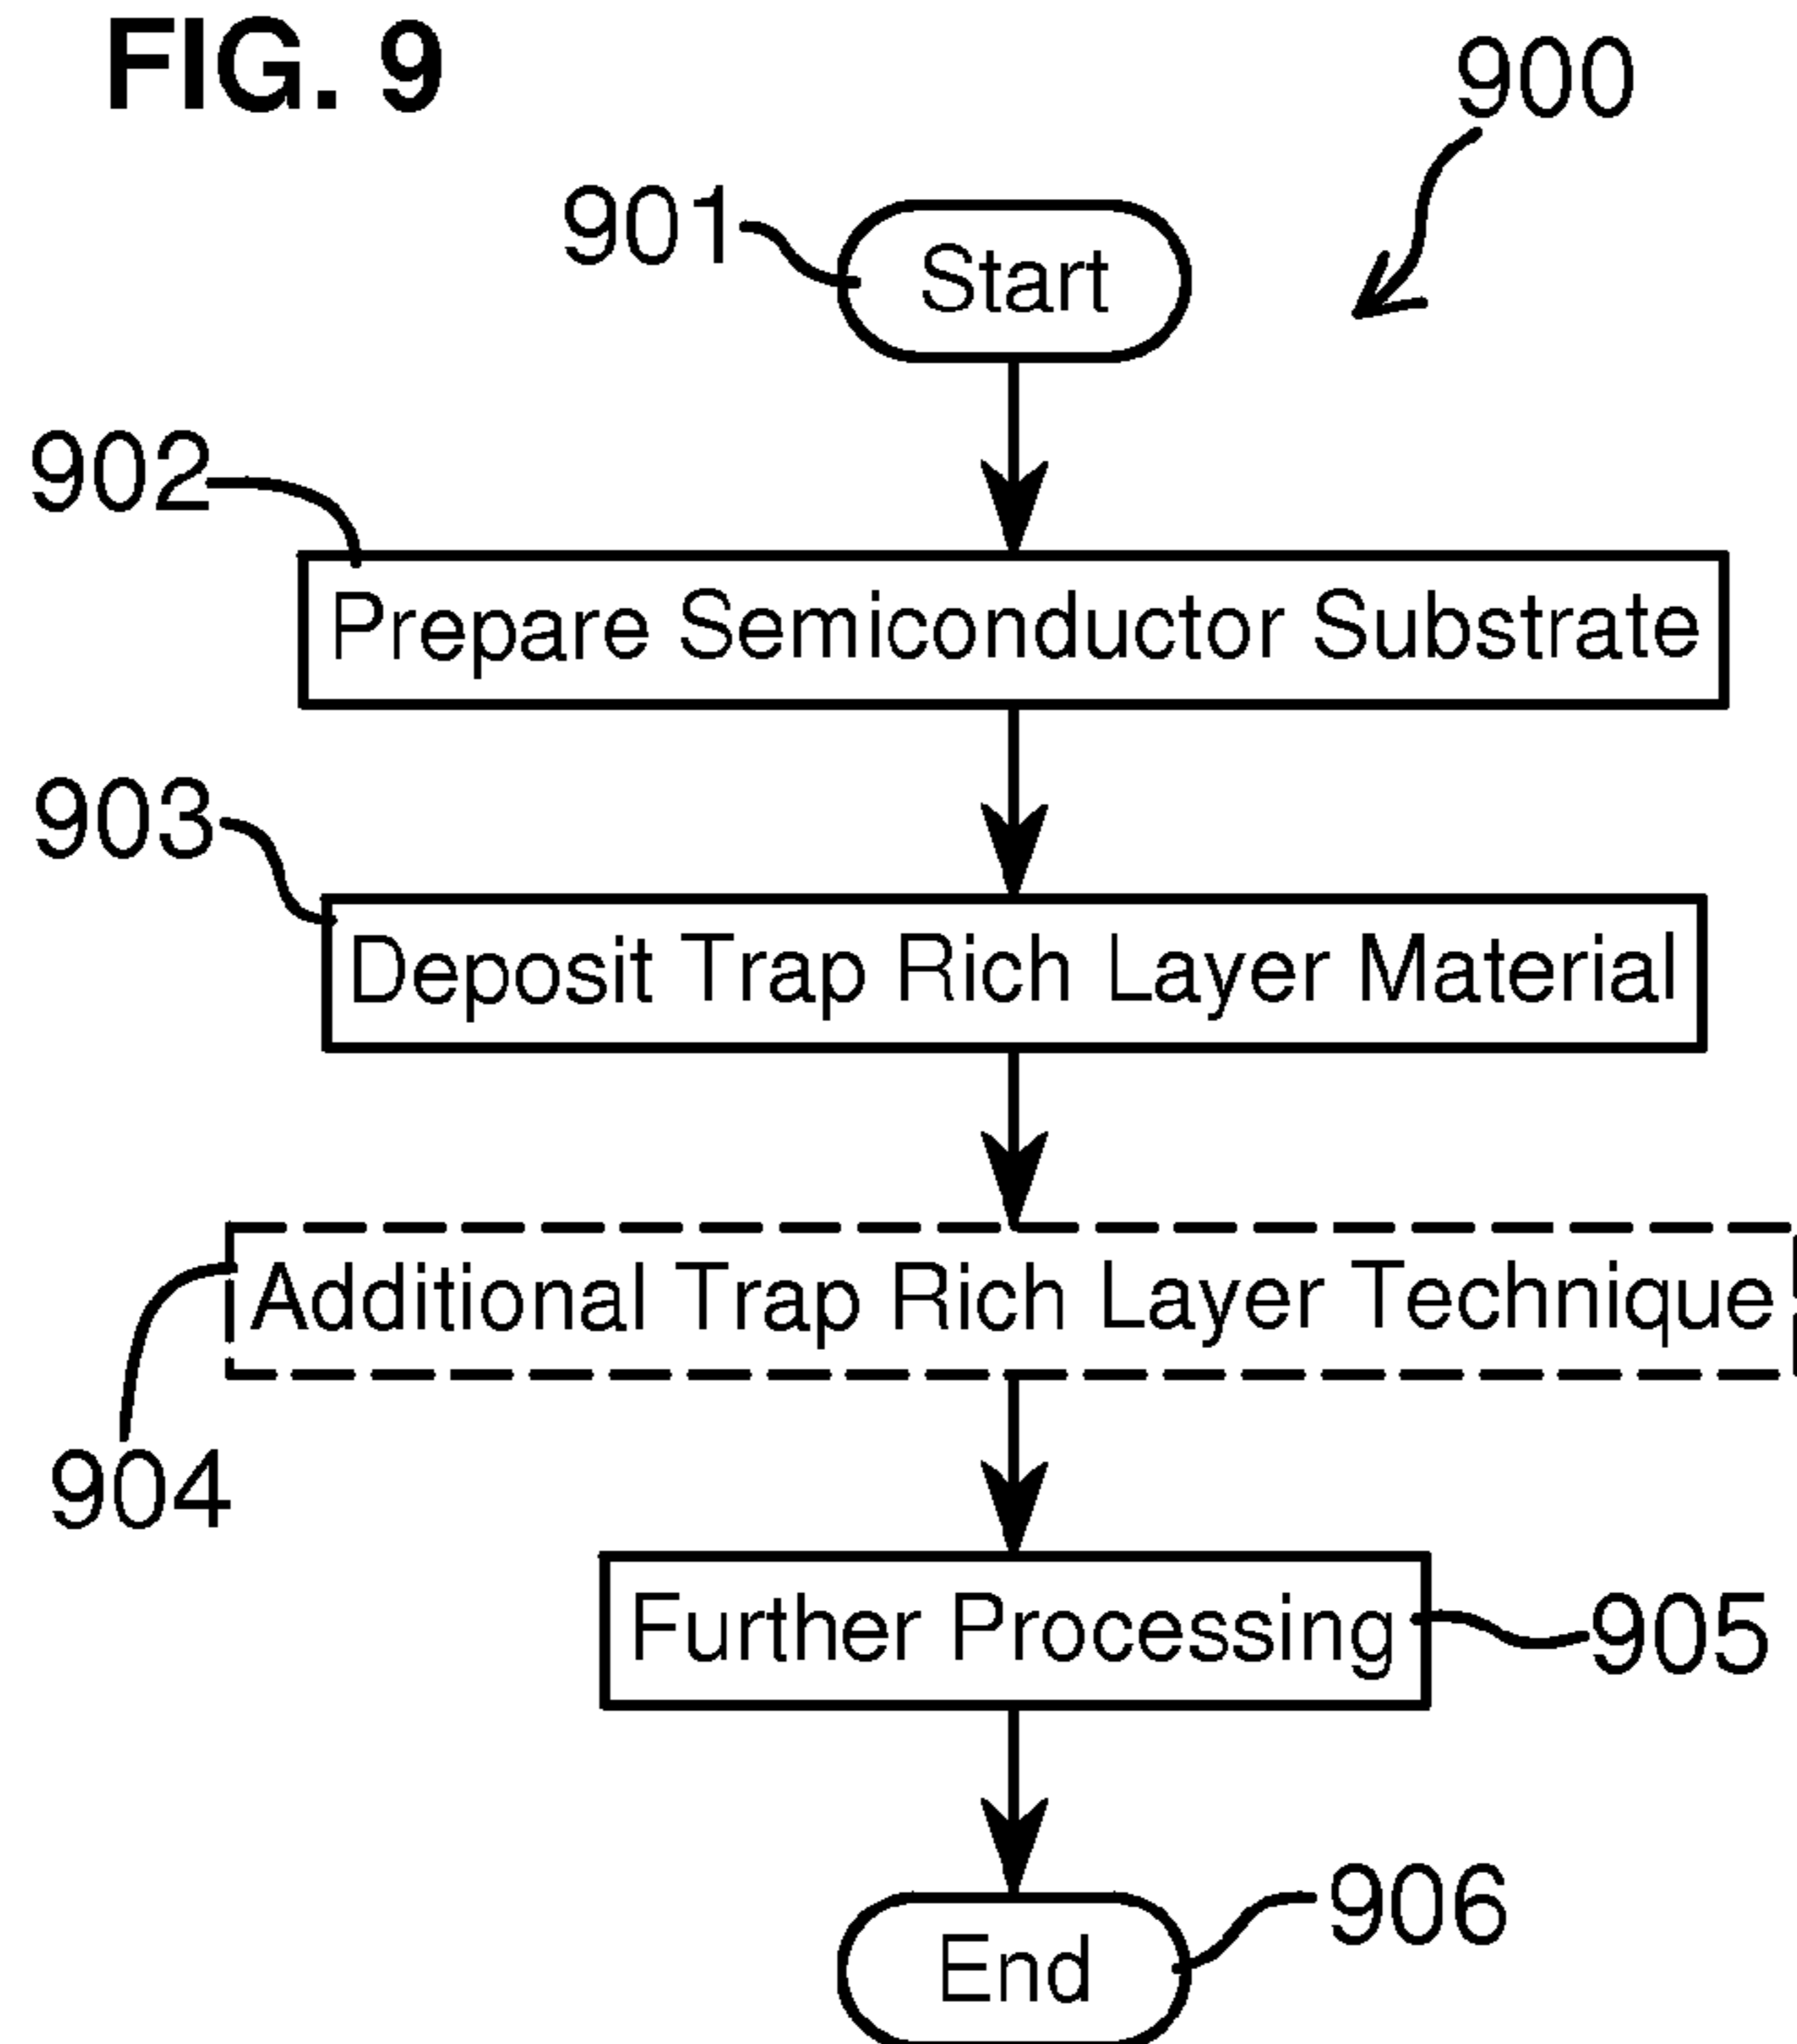 FIG. 9
900
901
Start
902
Prepare Semiconductor Substrate
903
Deposit Trap Rich Layer Material
Additional Trap Rich Layer Technique
904
Further Processing
905
906
End